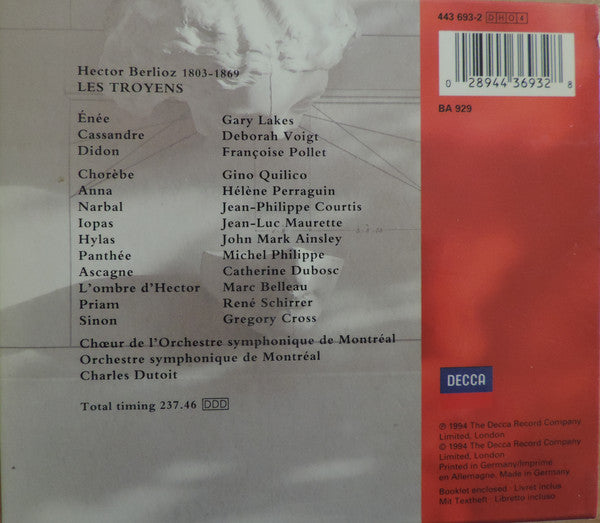 Hector Berlioz 1803-1869
LES TROYENS
Énée Gary Lakes
Cassandre Deborah Voigt
Didon Françoise Pollet
Chorèbe Gino Quilico
Anna Hélène Perraguin
Narbal Jean-Philippe Courtis
Iopas Jean-Luc Maurette
Hylas John Mark Ainsley
Panthée Michel Philippe
Ascagne Catherine Dubosc
L'ombre d'Hector Marc Belleau
Priam René Schirrer
Sinon Gregory Cross
Chœur de l'Orchestre symphonique de Montréal
Orchestre symphonique de Montréal
Charles Dutoit
Total timing 237.46 DDD
443 693-2 DHO4
0 28944 36932 8
BA 929
DECCA
℗ 1994 The Decca Record Company
Limited, London
© 1994 The Decca Record Company
Limited, London
Printed in Germany/Imprimé
en Allemagne. Made in Germany
Booklet enclosed · Livret inclus
Mit Textheft · Libretto incluso